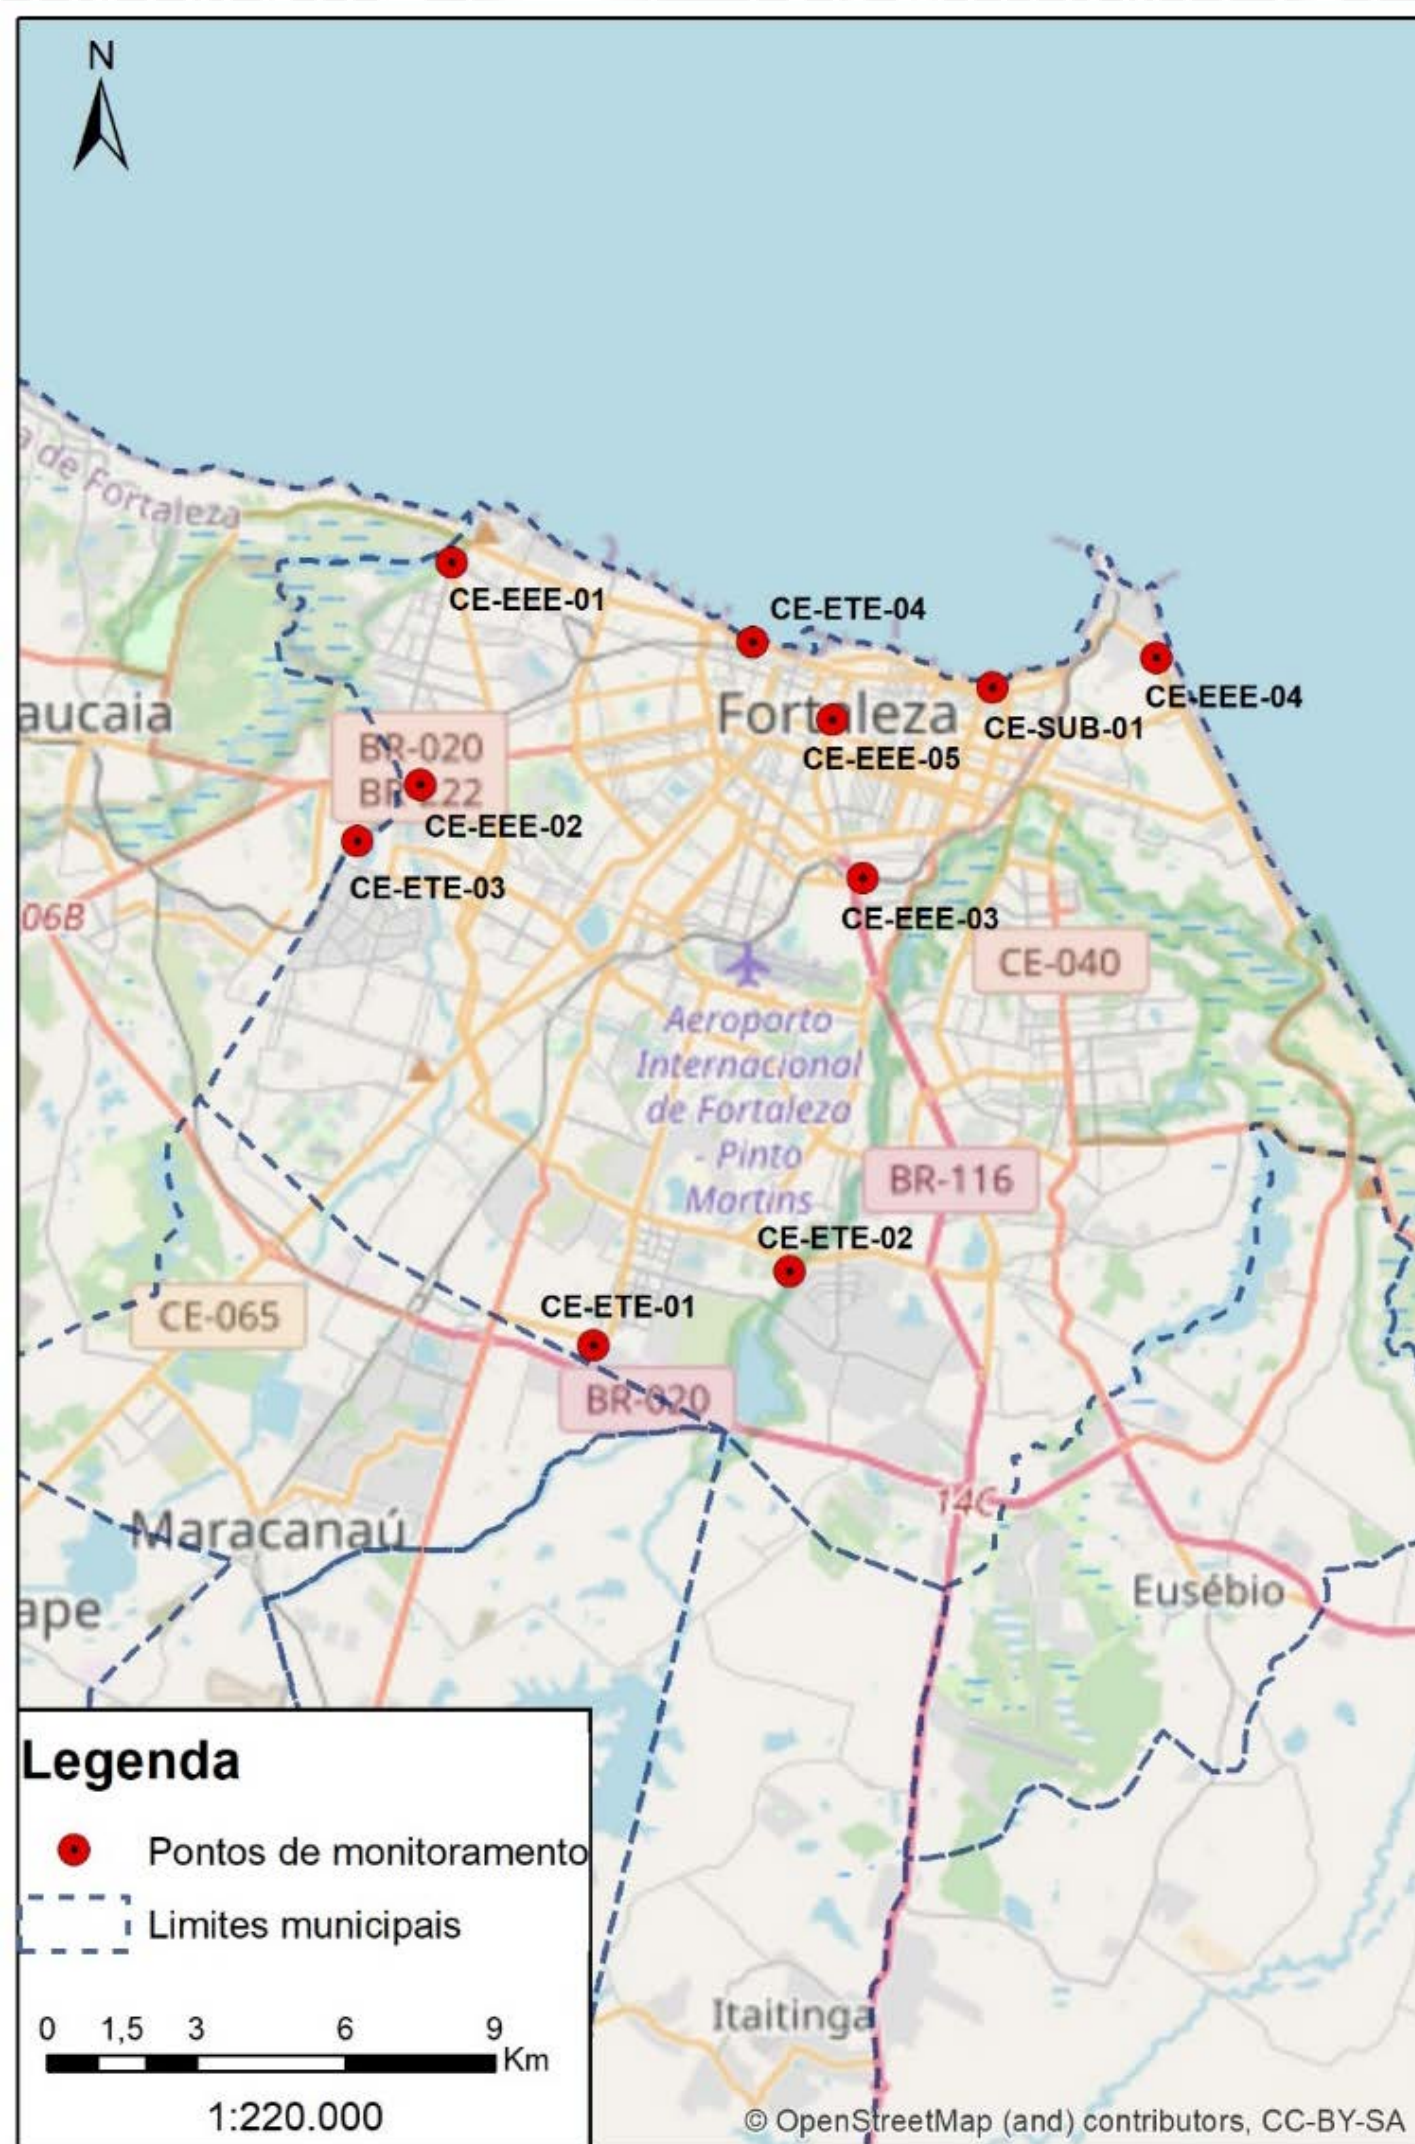 N
a de Fortaleza
CE-EEE-01
CE-ETE-04
CE-EEE-04
aucaia
Fortaleza
CE-SUB-01
BR-020
CE-EEE-05
BR-222
CE-EEE-02
CE-ETE-03
06B
CE-EEE-03
CE-040
Aeroporto
Internacional
de Fortaleza
- Pinto
Martins
BR-116
CE-ETE-02
CE-065
CE-ETE-01
BR-020
14C
Maracanaú
Eusébio
ape
Legenda
Pontos de monitoramento
Limites municipais
0 1,5 3 6 9
Km
1:220.000
Itaitinga
© OpenStreetMap (and) contributors, CC-BY-SA